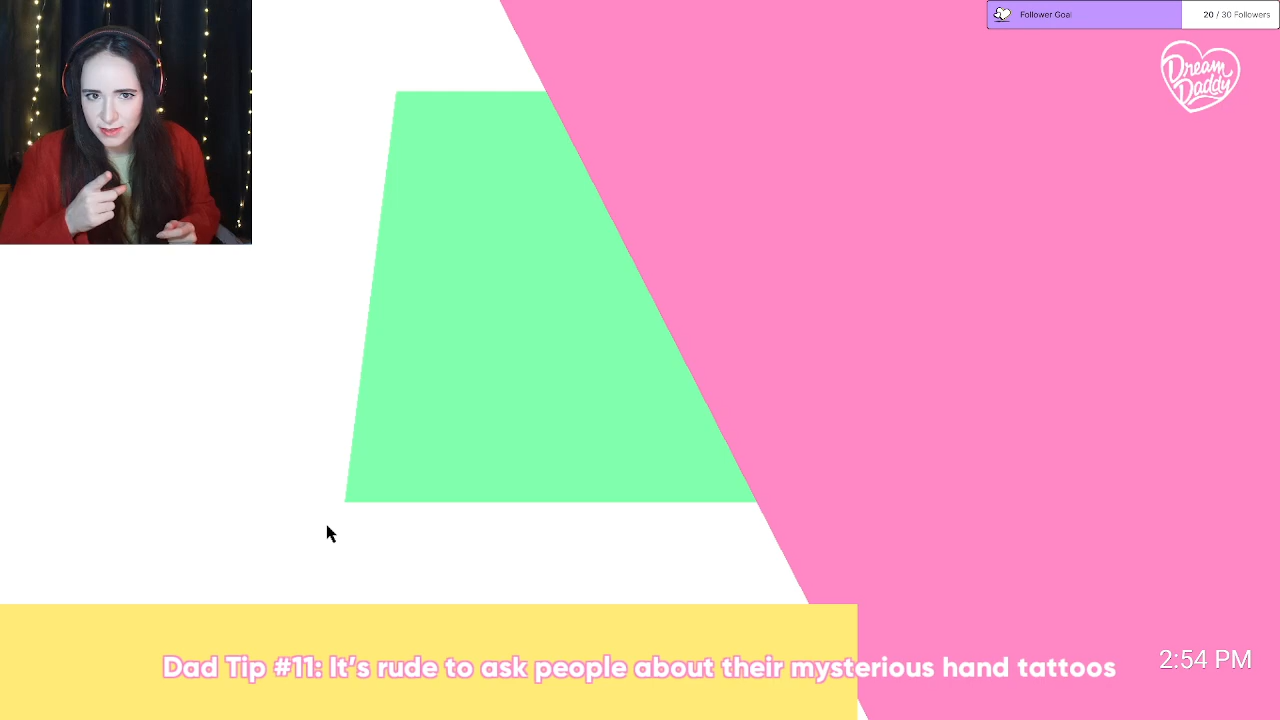 Follower Goal
20 / 30 Followers
Dream
Daddy
Dad Tip #11: It's rude to ask people about their mysterious hand tattoos
2:54 PM